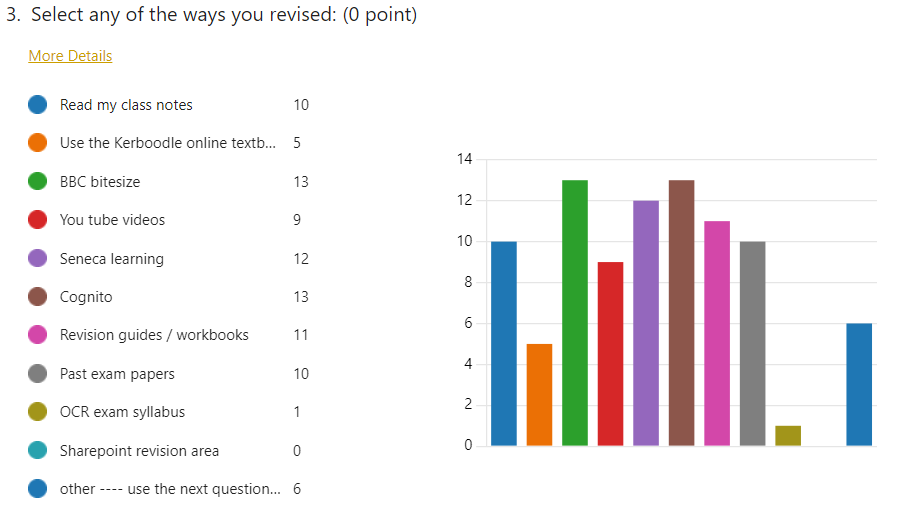 3. Select any of the ways you revised: (0 point)
More Details
Read my class notes 10
Use the Kerboodle online textb... 5
BBC bitesize 13
You tube videos 9
Seneca learning 12
Cognito 13
Revision guides / workbooks 11
Past exam papers 10
OCR exam syllabus 1
Sharepoint revision area 0
other ---- use the next question... 6
14
12
10
8
6
4
2
0